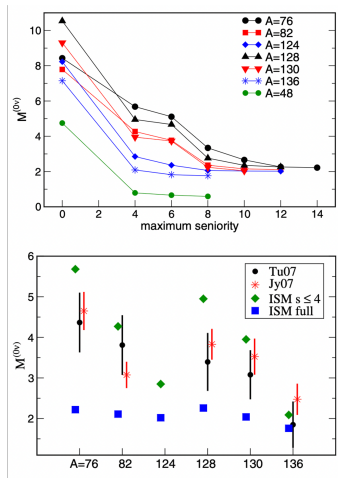 10
8
6
4
2
0
M(0ν)
A=76
A=82
A=124
A=128
A=130
A=136
A=48
0 2 4 6 8 10 12 14
maximum seniority
6
5
4
3
2
M(0ν)
Tu07
Jy07
ISM s ≤ 4
ISM full
A=76 82 124 128 130 136